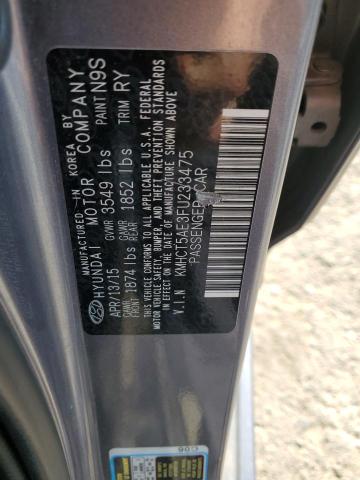 MANUFACTURED IN KOREA BY
HYUNDAI MOTOR COMPANY
APR/13/15 GVWR 3549 lbs PAINT N9S
GAWR FRONT 1874 lbs GAWR REAR 1852 lbs TRIM RY
THIS VEHICLE CONFORMS TO ALL APPLICABLE U.S.A. FEDERAL
MOTOR VEHICLE SAFETY, BUMPER, AND THEFT PREVENTION
STANDARDS IN EFFECT ON THE DATE OF MANUFACTURE SHOWN ABOVE
V.I.N KMHCT5AE3FU233475
PASSENGER CAR
C06